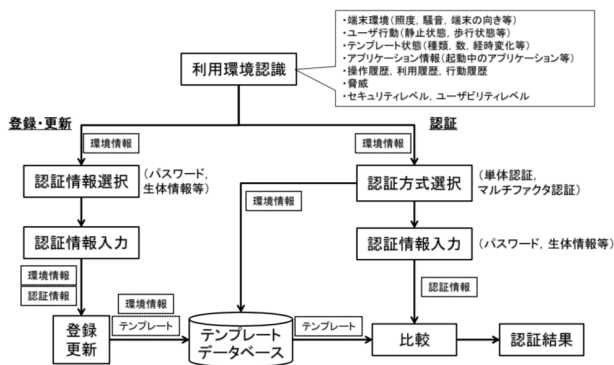 ・端末環境（照度，騒音，端末の向き等）
・ユーザ行動（静止状態，歩行状態等）
・テンプレート状態（種類，数，経時変化等）
・アプリケーション情報（起動中のアプリケーション等）
・操作履歴，利用履歴，行動履歴
・脅威
・セキュリティレベル，ユーザビリティレベル
利用環境認識
登録・更新
認証
環境情報
環境情報
認証情報選択
（パスワード，
生体情報等）
認証方式選択
（単体認証，
マルチファクタ認証）
環境情報
認証情報入力
認証情報入力
（パスワード，生体情報等）
環境情報
認証情報
認証情報
環境情報
テンプレート
登録
更新
テンプレート
データベース
テンプレート
比較
認証結果